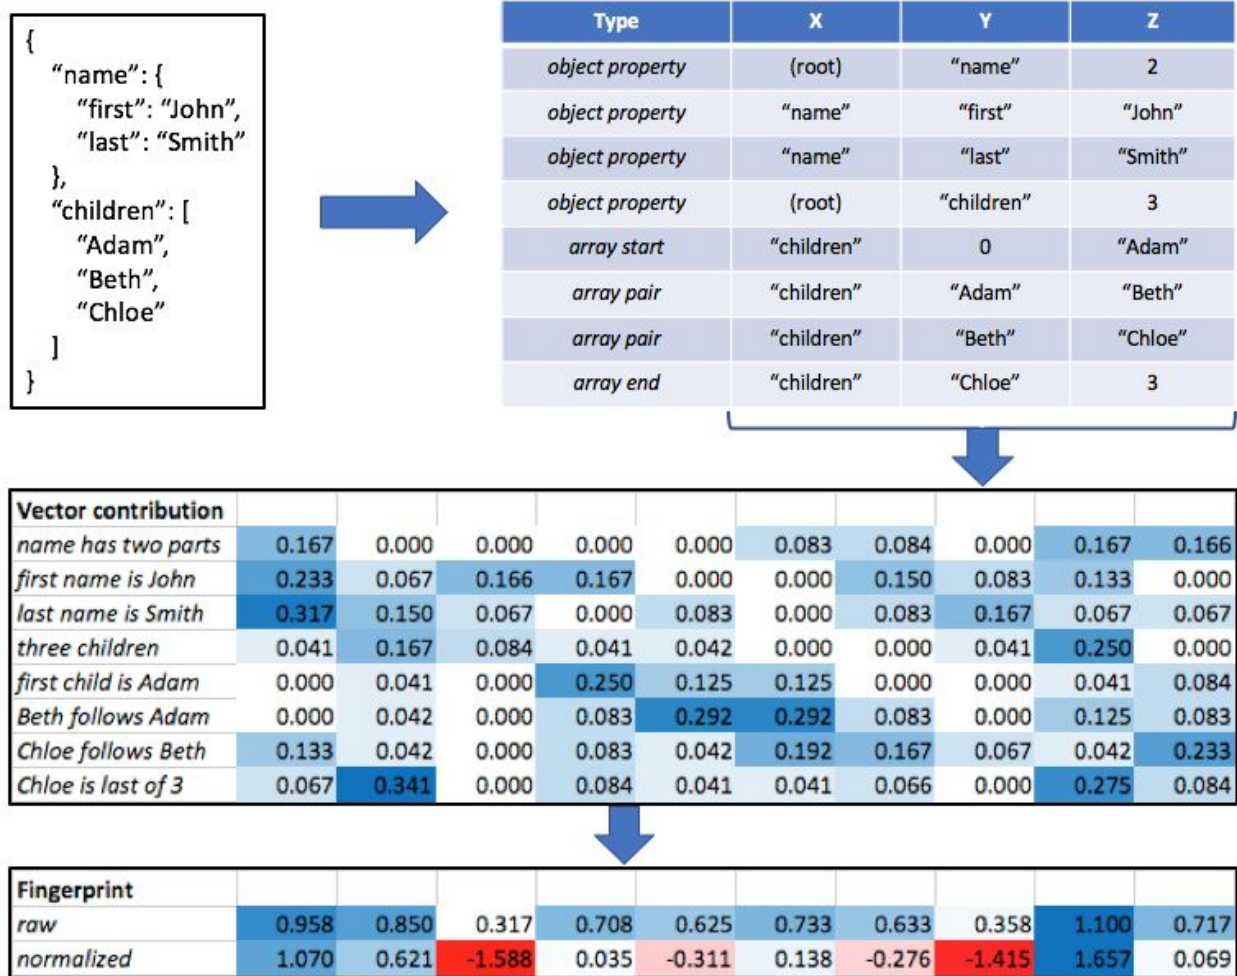 {
"name": {
"first": "John",
"last": "Smith"
},
"children": [
"Adam",
"Beth",
"Chloe"
]
}
Type X Y Z
object property (root) "name" 2
object property "name" "first" "John"
object property "name" "last" "Smith"
object property (root) "children" 3
array start "children" 0 "Adam"
array pair "children" "Adam" "Beth"
array pair "children" "Beth" "Chloe"
array end "children" "Chloe" 3
Vector contribution
name has two parts 0.167 0.000 0.000 0.000 0.000 0.083 0.084 0.000 0.167 0.166
first name is John 0.233 0.067 0.166 0.167 0.000 0.000 0.150 0.083 0.133 0.000
last name is Smith 0.317 0.150 0.067 0.000 0.083 0.000 0.083 0.167 0.067 0.067
three children 0.041 0.167 0.084 0.041 0.042 0.000 0.000 0.041 0.250 0.000
first child is Adam 0.000 0.041 0.000 0.250 0.125 0.125 0.000 0.000 0.041 0.084
Beth follows Adam 0.000 0.042 0.000 0.083 0.292 0.292 0.083 0.000 0.125 0.083
Chloe follows Beth 0.133 0.042 0.000 0.083 0.042 0.192 0.167 0.067 0.042 0.233
Chloe is last of 3 0.067 0.341 0.000 0.084 0.041 0.041 0.066 0.000 0.275 0.084
Fingerprint
raw 0.958 0.850 0.317 0.708 0.625 0.733 0.633 0.358 1.100 0.717
normalized 1.070 0.621 -1.588 0.035 -0.311 0.138 -0.276 -1.415 1.657 0.069